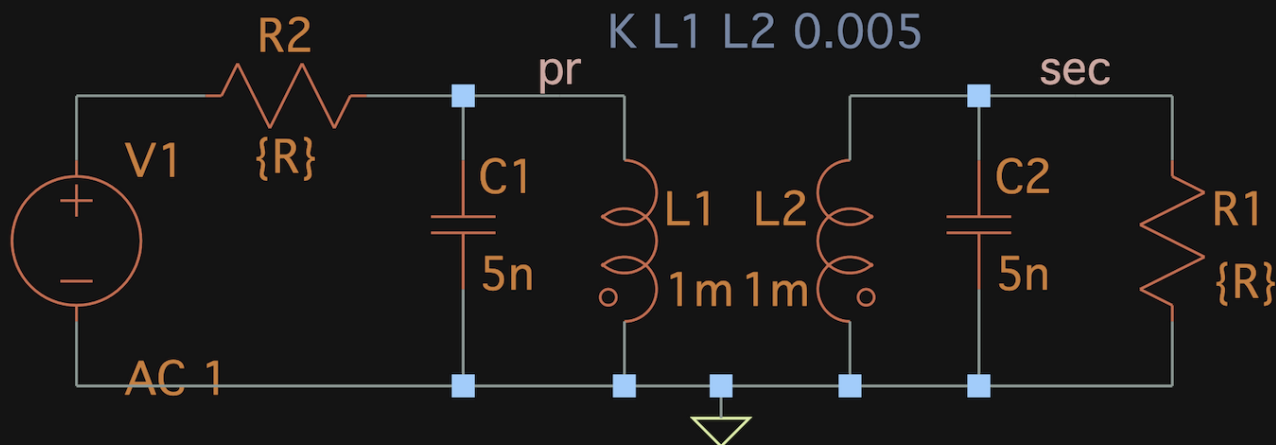 K L1 L2 0.005
R2
pr
sec
V1
{R}
C1
C2
L1
L2
R1
5n
1m
1m
5n
{R}
AC 1